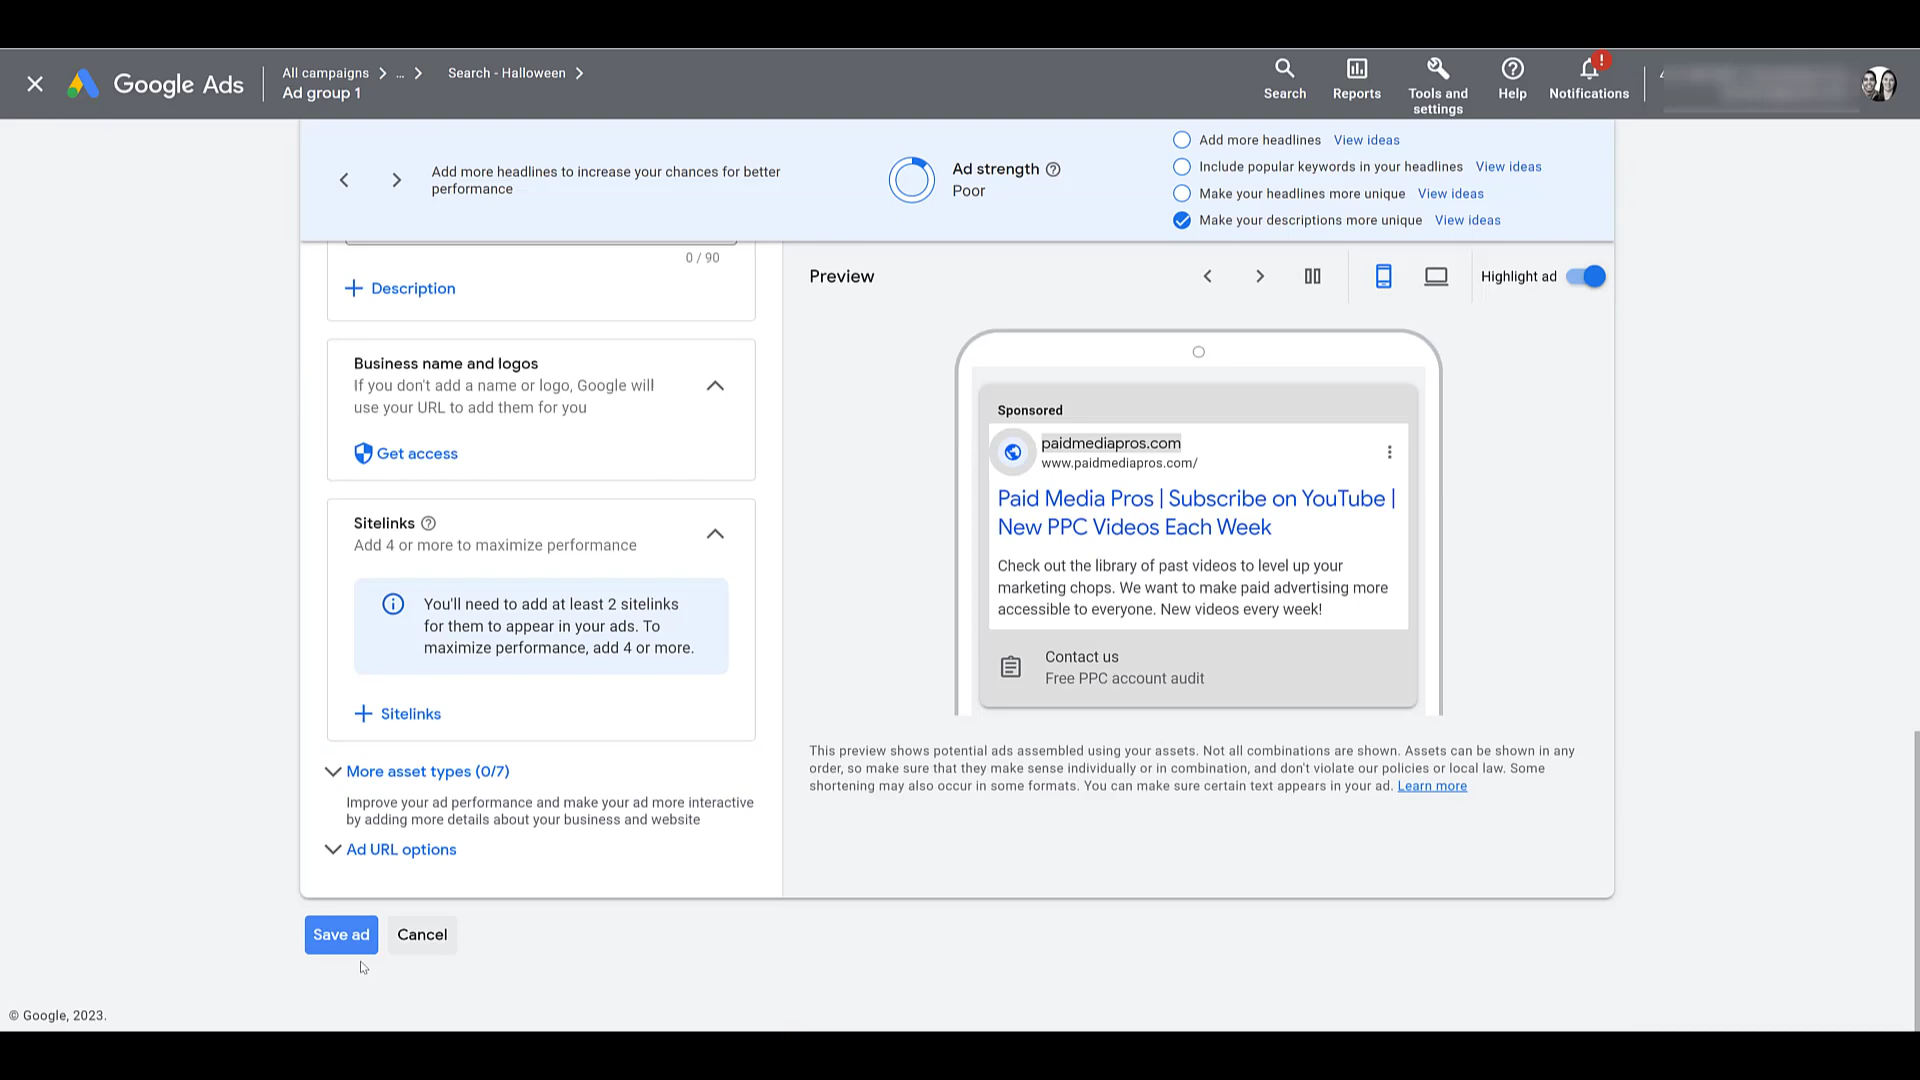 Google Ads
All campaigns
...
Search - Halloween
Ad group 1
Search
Reports
Tools and
settings
Help
!
Notifications
Add more headlines to increase your chances for better
performance
Ad strength
Poor
Add more headlines View ideas
Include popular keywords in your headlines View ideas
Make your headlines more unique View ideas
Make your descriptions more unique View ideas
0 / 90
+ Description
Business name and logos
If you don't add a name or logo, Google will
use your URL to add them for you
Get access
Sitelinks
Add 4 or more to maximize performance
You'll need to add at least 2 sitelinks
for them to appear in your ads. To
maximize performance, add 4 or more.
+ Sitelinks
More asset types (0/7)
Improve your ad performance and make your ad more interactive
by adding more details about your business and website
Ad URL options
Preview
Highlight ad
Sponsored
paidmediapros.com
www.paidmediapros.com/
Paid Media Pros | Subscribe on YouTube |
New PPC Videos Each Week
Check out the library of past videos to level up your
marketing chops. We want to make paid advertising more
accessible to everyone. New videos every week!
Contact us
Free PPC account audit
This preview shows potential ads assembled using your assets. Not all combinations are shown. Assets can be shown in any
order, so make sure that they make sense individually or in combination, and don't violate our policies or local law. Some
shortening may also occur in some formats. You can make sure certain text appears in your ad. Learn more
Save ad
Cancel
© Google, 2023.